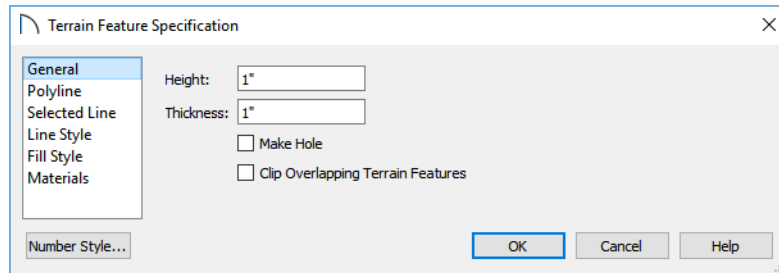 Terrain Feature Specification
General
Polyline
Selected Line
Line Style
Fill Style
Materials
Height: 1"
Thickness: 1"
Make Hole
Clip Overlapping Terrain Features
Number Style... OK Cancel Help